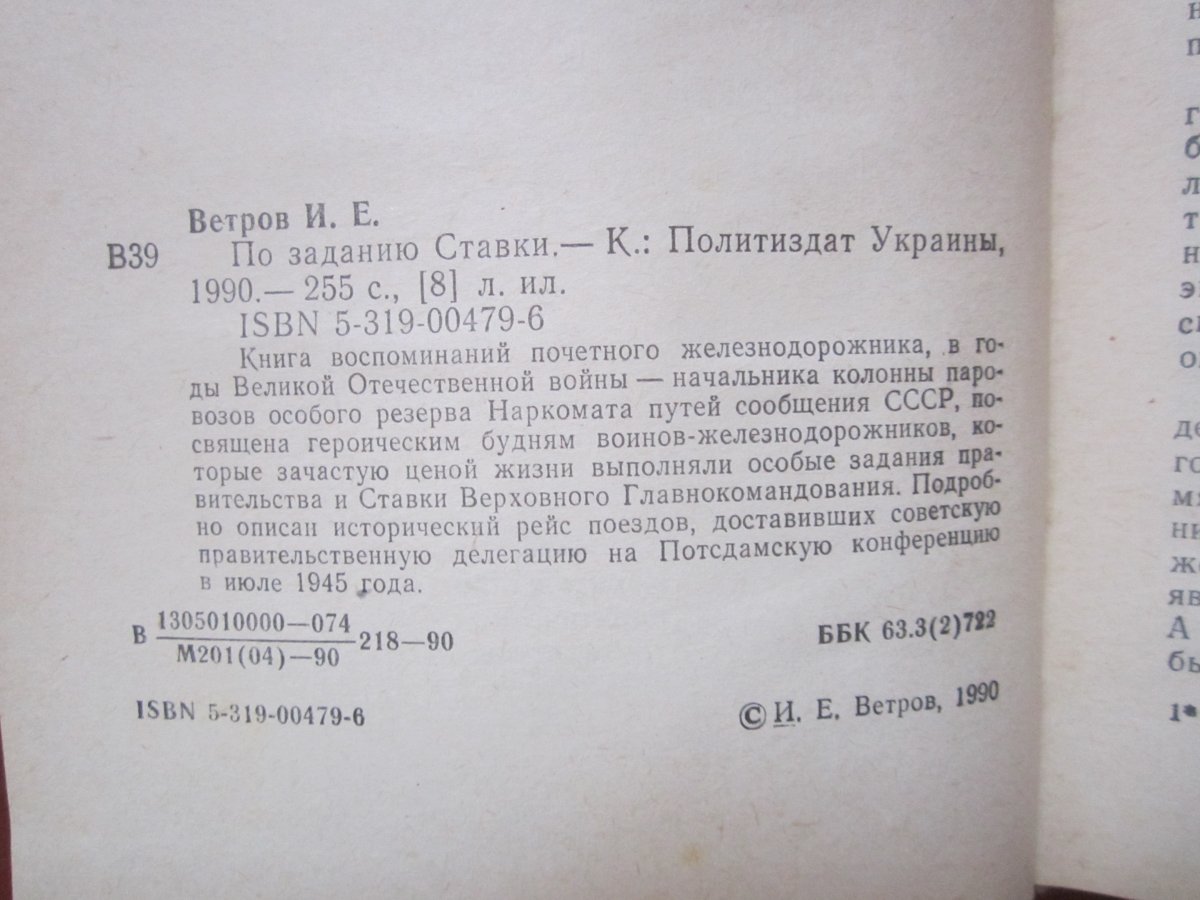 Ветров И. Е.
В39 По заданию Ставки.— К.: Политиздат Украины,
1990.— 255 с., [8] л. ил.
ISBN 5-319-00479-6
Книга воспоминаний почетного железнодорожника, в го-
ды Великой Отечественной войны — начальника колонны паро-
возов особого резерва Наркомата путей сообщения СССР, по-
священа героическим будням воинов-железнодорожников, ко-
торые зачастую ценой жизни выполняли особые задания пра-
вительства и Ставки Верховного Главнокомандования. Подроб-
но описан исторический рейс поездов, доставивших советскую
правительственную делегацию на Потсдамскую конференцию
в июле 1945 года.
В 1305010000—074
М201(04)—90 218—90
ББК 63.3(2)722
ISBN 5-319-00479-6
© И. Е. Ветров, 1990
1*